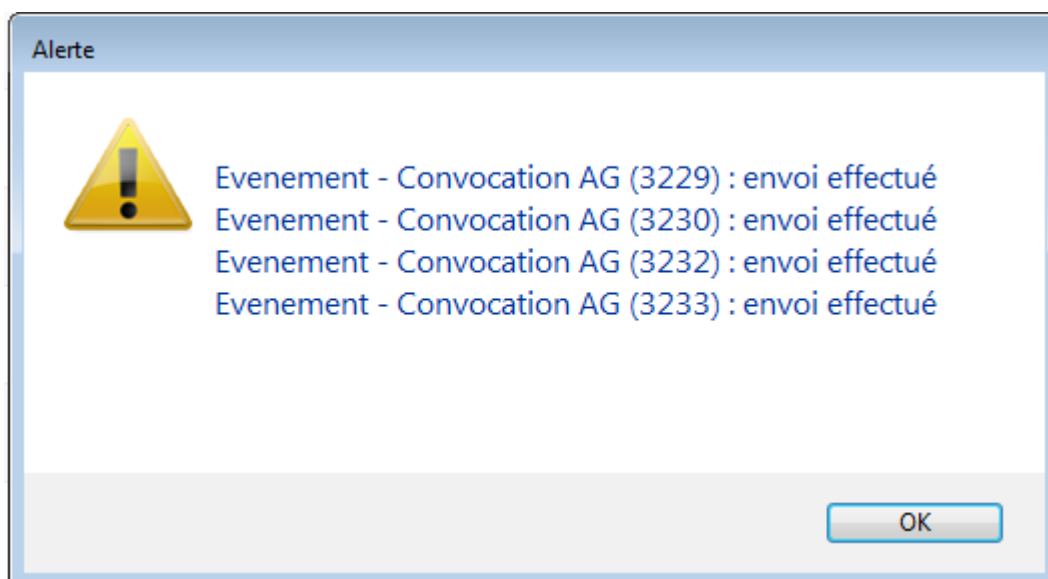 Alerte
Evenement - Convocation AG (3229) : envoi effectué
Evenement - Convocation AG (3230) : envoi effectué
Evenement - Convocation AG (3232) : envoi effectué
Evenement - Convocation AG (3233) : envoi effectué
OK